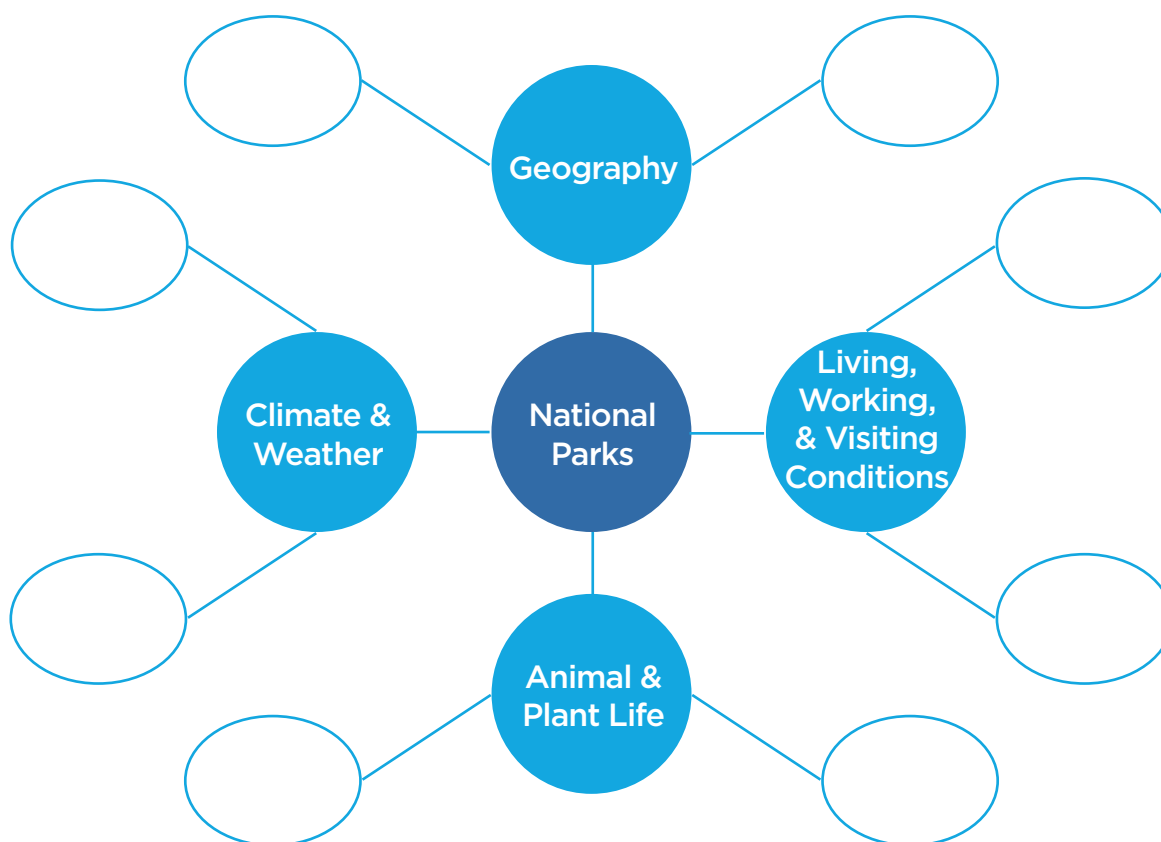 Geography
Climate &
Weather
National
Parks
Living,
Working,
& Visiting
Conditions
Animal &
Plant Life